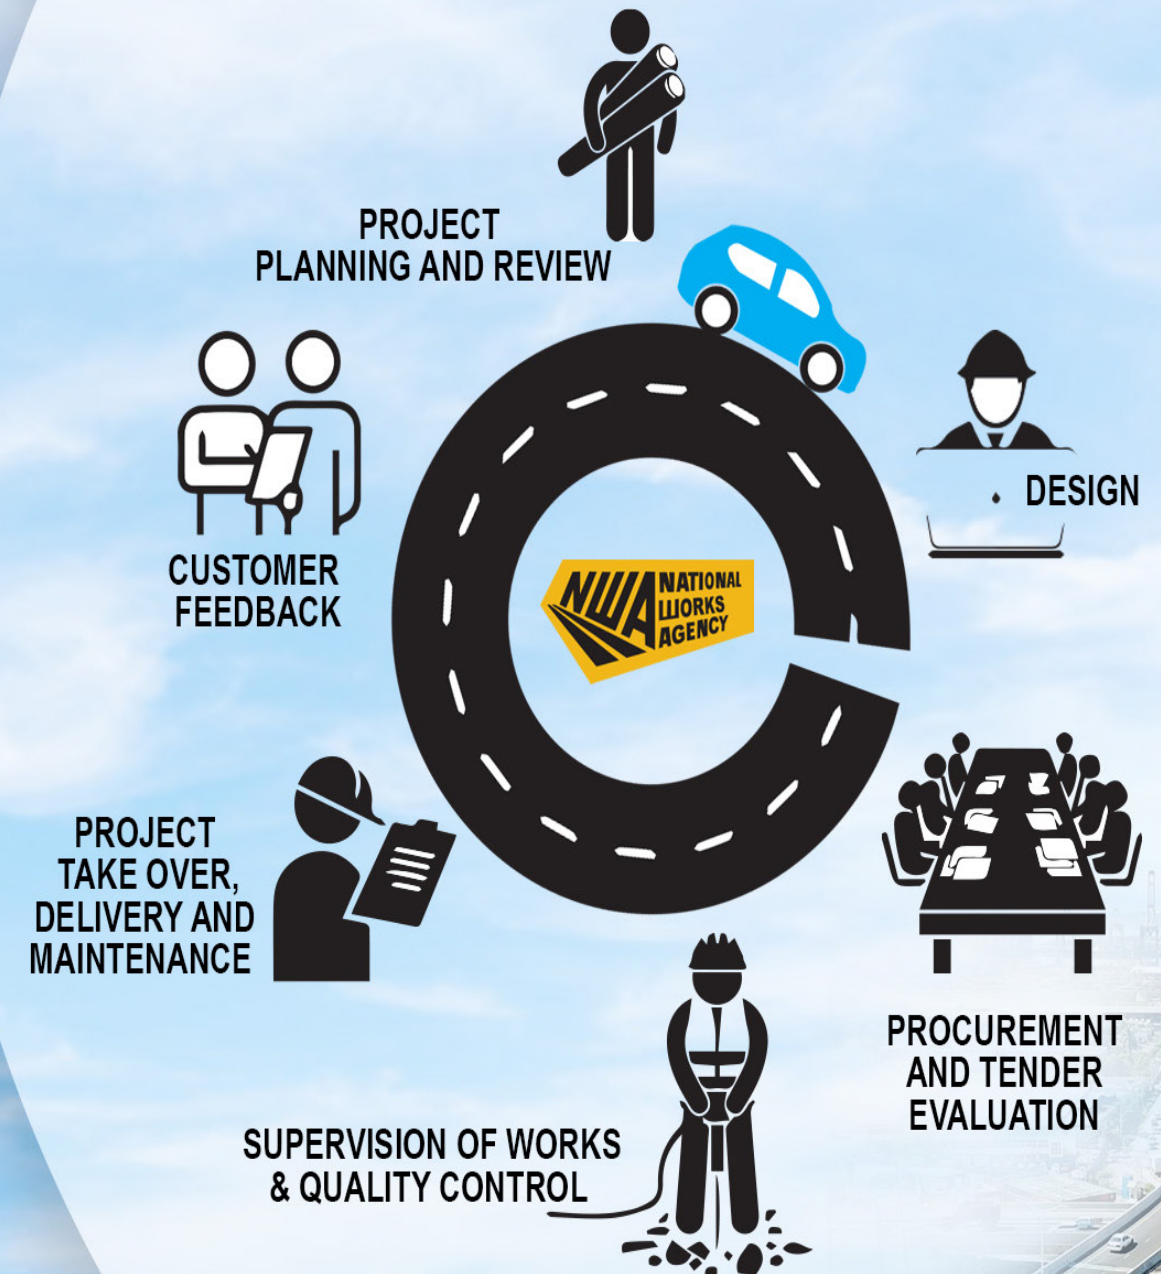 PROJECT
PLANNING AND REVIEW
DESIGN
CUSTOMER
FEEDBACK
NWA
NATIONAL
WORKS
AGENCY
PROJECT
TAKE OVER,
DELIVERY AND
MAINTENANCE
PROCUREMENT
AND TENDER
EVALUATION
SUPERVISION OF WORKS
& QUALITY CONTROL